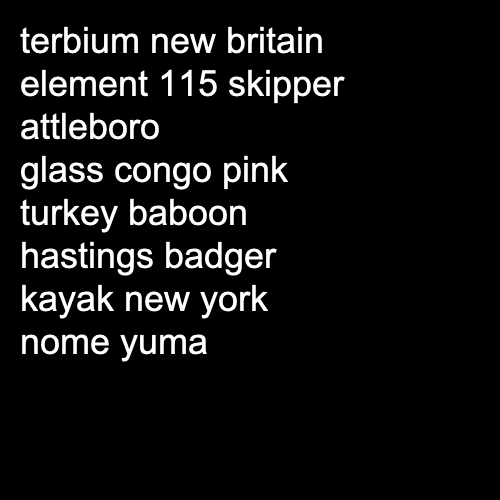 terbium new britain
element 115 skipper
attleboro
glass congo pink
turkey baboon
hastings badger
kayak new york
nome yuma